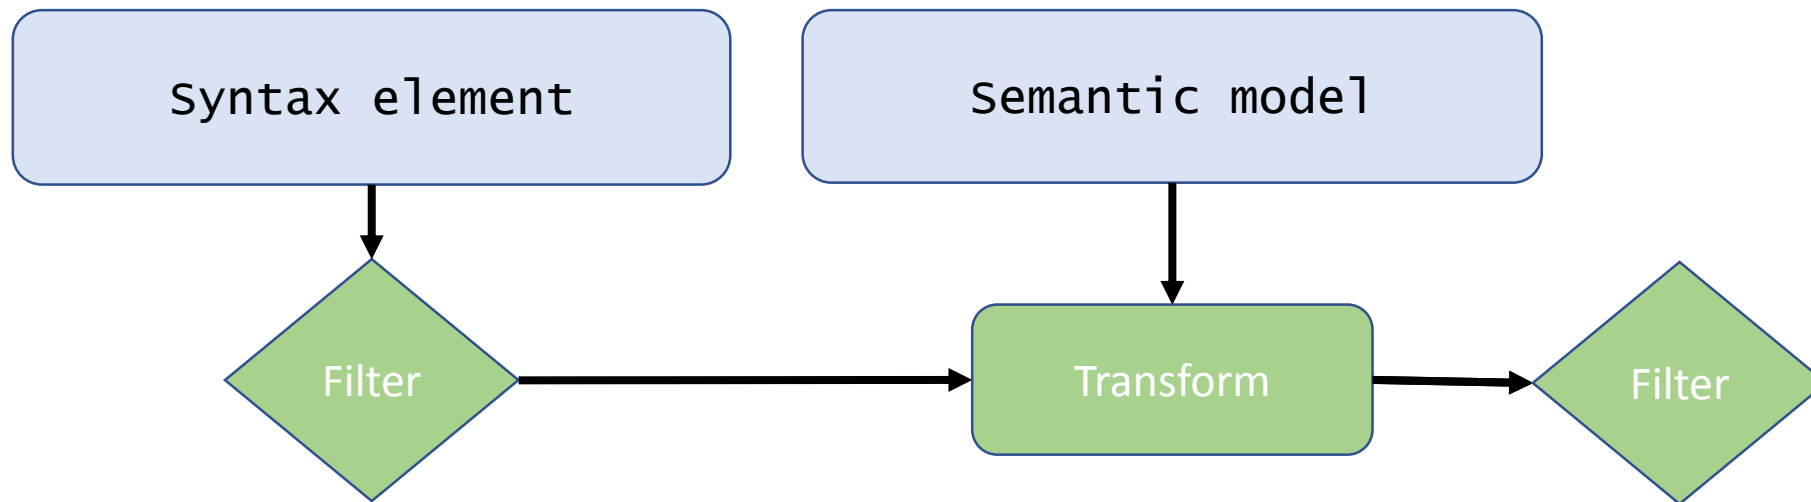 Syntax element
Semantic model
Filter
Transform
Filter